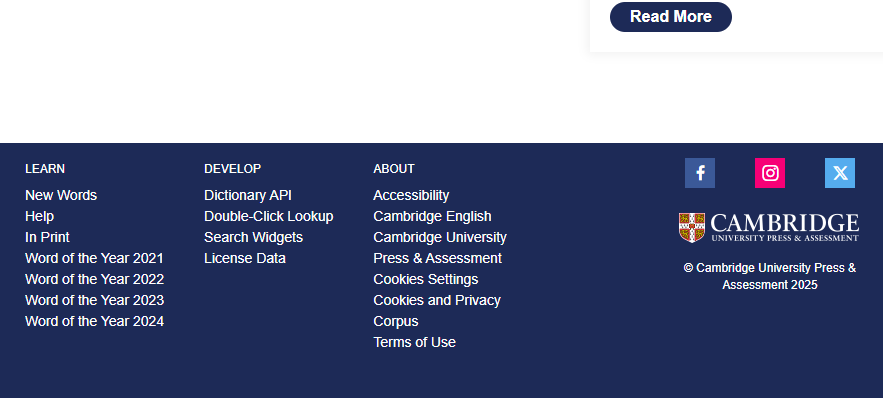 Read More
LEARN
New Words
Help
In Print
Word of the Year 2021
Word of the Year 2022
Word of the Year 2023
Word of the Year 2024
DEVELOP
Dictionary API
Double-Click Lookup
Search Widgets
License Data
ABOUT
Accessibility
Cambridge English
Cambridge University
Press & Assessment
Cookies Settings
Cookies and Privacy
Corpus
Terms of Use
CAMBRIDGE
UNIVERSITY PRESS & ASSESSMENT
© Cambridge University Press &
Assessment 2025